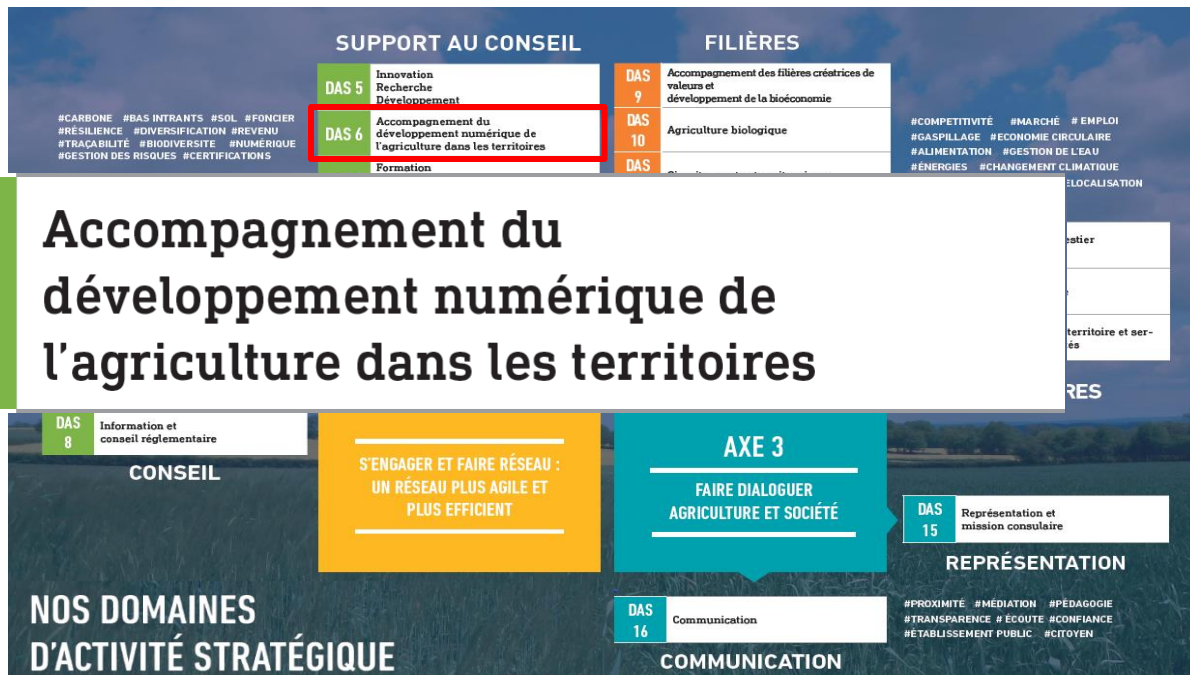 SUPPORT AU CONSEIL
FILIÈRES
DAS 5
Innovation
Recherche
Développement
DAS
9
Accompagnement des filières créatrices de
valeurs et
développement de la bioéconomie
#CARBONE #BAS INTRANTS #SOL #FONCIER
#RÉSILIENCE #DIVERSIFICATION #REVENU
#TRAÇABILITÉ #BIODIVERSITE #NUMÉRIQUE
#GESTION DES RISQUES #CERTIFICATIONS
DAS 6
Accompagnement du
développement numérique de
l'agriculture dans les territoires
DAS
10
Agriculture biologique
#COMPETITIVITÉ #MARCHÉ # EMPLOI
#GASPILLAGE #ECONOMIE CIRCULAIRE
#ALIMENTATION #GESTION DE L'EAU
#ÉNERGIES #CHANGEMENT CLIMATIQUE
ELOCALISATION
Formation
DAS
Accompagnement du
développement numérique de
l'agriculture dans les territoires
estier
territoire et ser-
és
RES
DAS
8
Information et
conseil réglementaire
CONSEIL
S'ENGAGER ET FAIRE RÉSEAU :
UN RÉSEAU PLUS AGILE ET
PLUS EFFICIENT
AXE 3
FAIRE DIALOGUER
AGRICULTURE ET SOCIÉTÉ
DAS
15
Représentation et
mission consulaire
REPRÉSENTATION
#PROXIMITÉ #MÉDIATION #PÈDAGOGIE
#TRANSPARENCE # ÉCOUTE #CONFIANCE
#ÉTABLISSEMENT PUBLIC #CITOYEN
NOS DOMAINES
D'ACTIVITÉ STRATÉGIQUE
DAS
16
Communication
COMMUNICATION